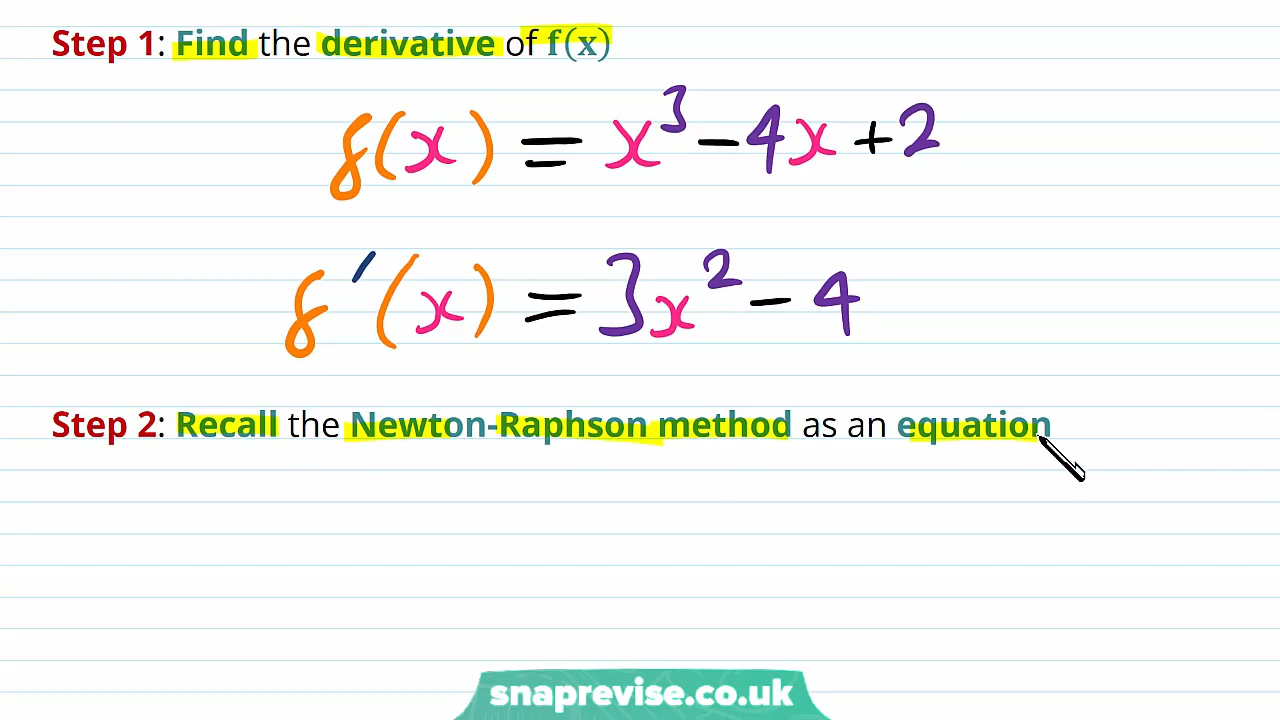 Step 1: Find the derivative of f(x)
f(x) = x³ - 4x + 2
f'(x) = 3x² - 4
Step 2: Recall the Newton-Raphson method as an equation
snaprevise.co.uk